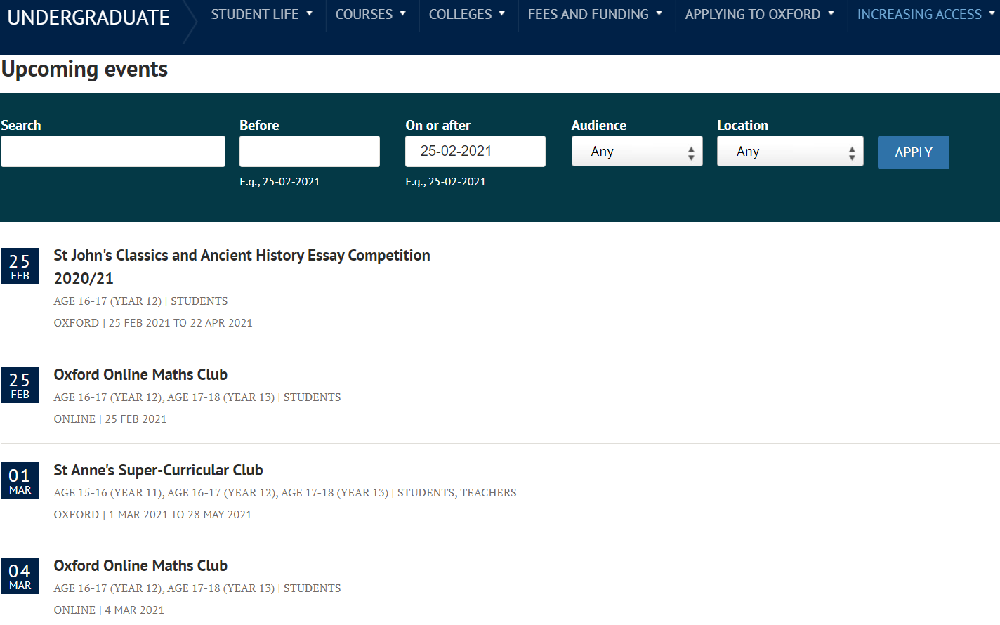 UNDERGRADUATE
STUDENT LIFE
COURSES
COLLEGES
FEES AND FUNDING
APPLYING TO OXFORD
INCREASING ACCESS
Upcoming events
Search
Before
On or after
Audience
Location
25-02-2021
- Any -
- Any -
APPLY
E.g., 25-02-2021
E.g., 25-02-2021
25
FEB
St John's Classics and Ancient History Essay Competition
2020/21
AGE 16-17 (YEAR 12) | STUDENTS
OXFORD | 25 FEB 2021 TO 22 APR 2021
25
FEB
Oxford Online Maths Club
AGE 16-17 (YEAR 12), AGE 17-18 (YEAR 13) | STUDENTS
ONLINE | 25 FEB 2021
01
MAR
St Anne's Super-Curricular Club
AGE 15-16 (YEAR 11), AGE 16-17 (YEAR 12), AGE 17-18 (YEAR 13) | STUDENTS, TEACHERS
OXFORD | 1 MAR 2021 TO 28 MAY 2021
04
MAR
Oxford Online Maths Club
AGE 16-17 (YEAR 12), AGE 17-18 (YEAR 13) | STUDENTS
ONLINE | 4 MAR 2021